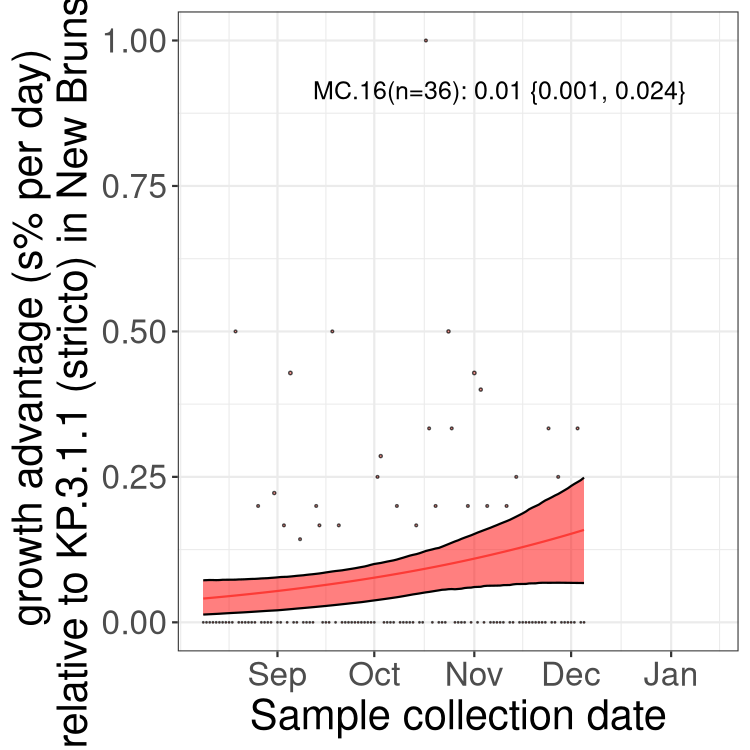 growth advantage (s% per day)
relative to KP.3.1.1 (stricto) in New Bruns
1.00
0.75
0.50
0.25
0.00
MC.16(n=36): 0.01 {0.001, 0.024}
Sep Oct Nov Dec Jan
Sample collection date